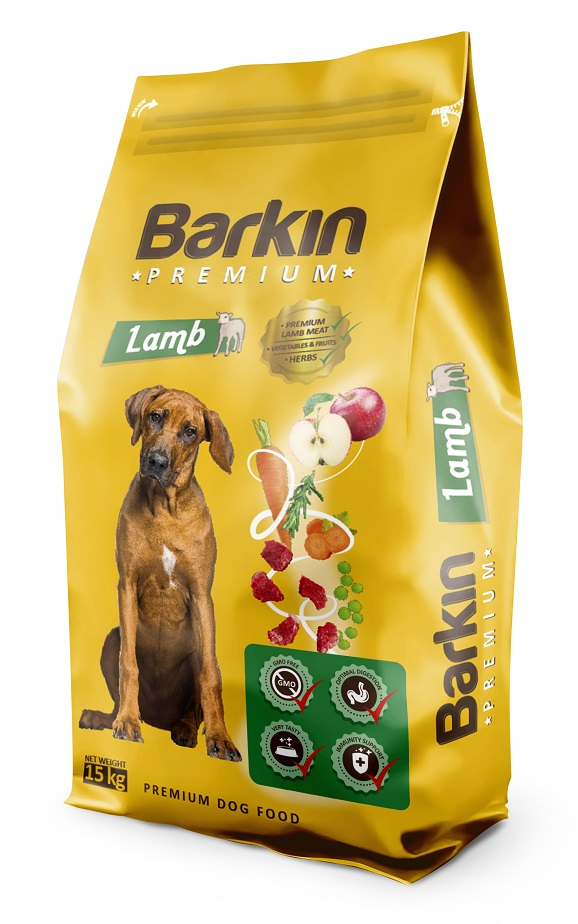 Barkin
PREMIUM
Lamb
• PREMIUM
LAMB MEAT
• VEGETABLES & FRUITS
• HERBS
GMO FREE
GMO
OPTIMAL DIGESTION
VERY TASTY
IMMUNITY SUPPORT
NET WEIGHT
15 kg
PREMIUM DOG FOOD
Lamb
Barkin
PREMIUM